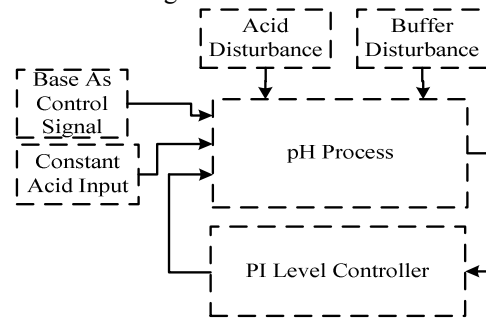 Acid
Disturbance
Buffer
Disturbance
Base As
Control
Signal
Constant
Acid Input
pH Process
PI Level Controller